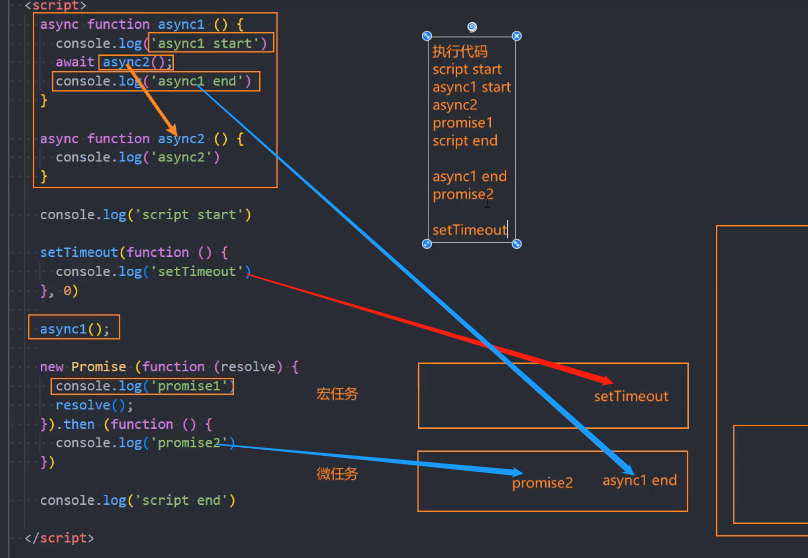 <script>
async function async1 () {
console.log('async1 start')
await async2();
console.log('async1 end')
}
async function async2 () {
console.log('async2')
}
console.log('script start')
setTimeout(function () {
console.log('setTimeout')
}, 0)
async1();
new Promise (function (resolve) {
console.log('promise1')
resolve();
}).then (function () {
console.log('promise2')
})
console.log('script end')
</script>
执行代码
script start
async1 start
async2
promise1
script end
async1 end
promise2
setTimeout
宏任务
setTimeout
微任务
promise2
async1 end